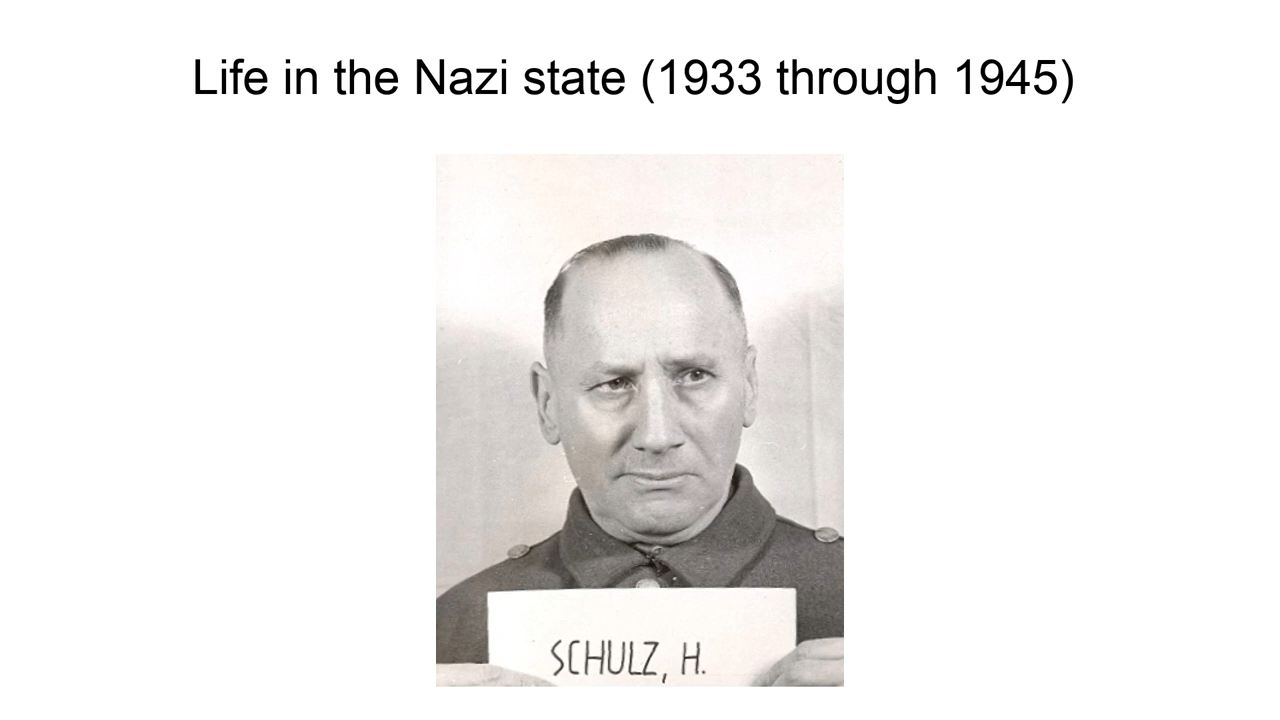 Life in the Nazi state (1933 through 1945)
SCHULZ, H.